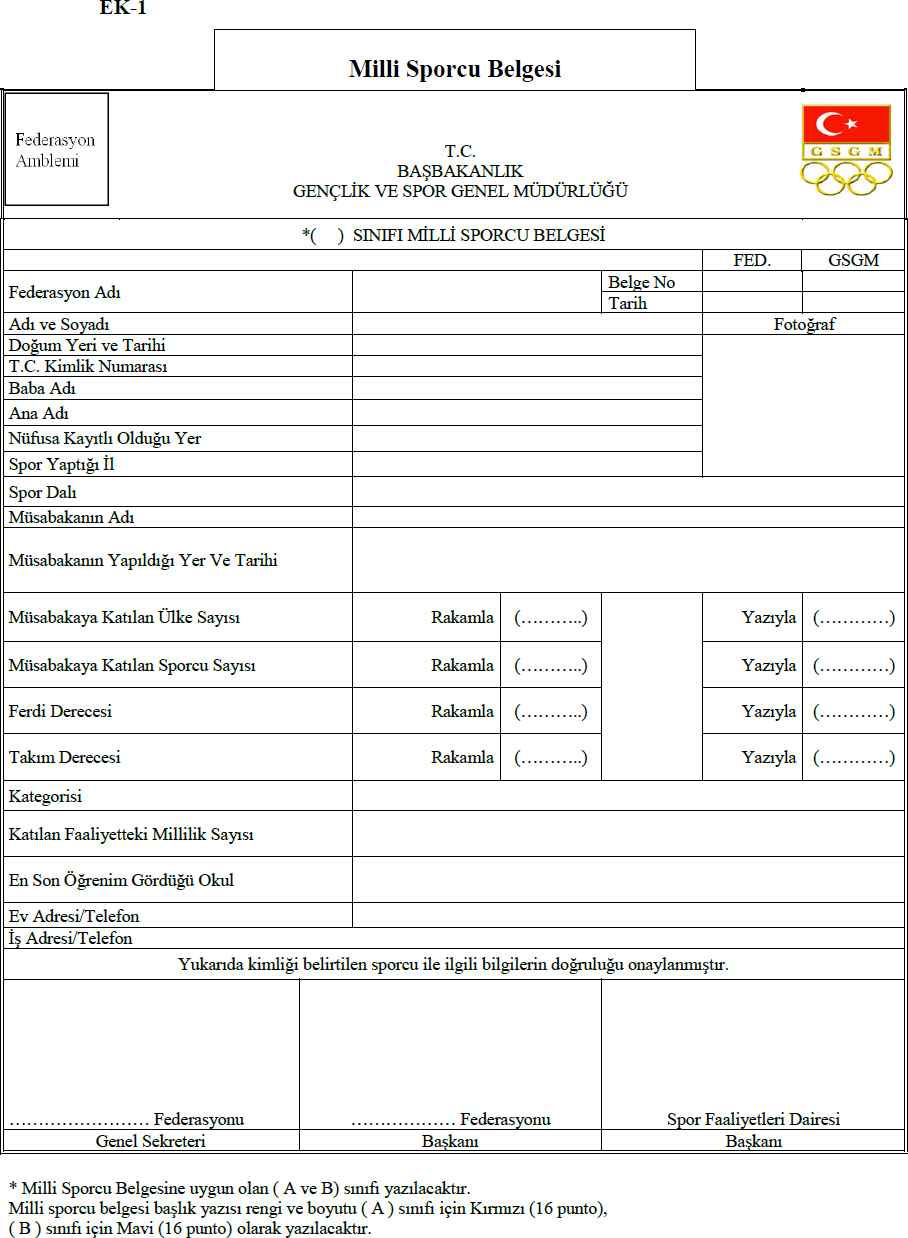 EK-1
Milli Sporcu Belgesi
Federasyon
Amblemi
T.C.
BAŞBAKANLIK
GENÇLİK VE SPOR GENEL MÜDÜRLÜĞÜ
GSGM
*( ) SINIFI MİLLİ SPORCU BELGESİ
FED. GSGM
Federasyon Adı
Belge No
Tarih
Adı ve Soyadı Fotoğraf
Doğum Yeri ve Tarihi
T.C. Kimlik Numarası
Baba Adı
Ana Adı
Nüfusa Kayıtlı Olduğu Yer
Spor Yaptığı İl
Spor Dalı
Müsabakanın Adı
Müsabakanın Yapıldığı Yer Ve Tarihi
Müsabakaya Katılan Ülke Sayısı Rakamla (………..) Yazıyla (…………)
Müsabakaya Katılan Sporcu Sayısı Rakamla (………..) Yazıyla (…………)
Ferdi Derecesi Rakamla (………..) Yazıyla (…………)
Takım Derecesi Rakamla (………..) Yazıyla (…………)
Kategorisi
Katılan Faaliyetteki Millilik Sayısı
En Son Öğrenim Gördüğü Okul
Ev Adresi/Telefon
İş Adresi/Telefon
Yukarıda kimliği belirtilen sporcu ile ilgili bilgilerin doğruluğu onaylanmıştır.
…………………… Federasyonu ……………… Federasyonu Spor Faaliyetleri Dairesi
Genel Sekreteri Başkanı Başkanı
* Milli Sporcu Belgesine uygun olan ( A ve B) sınıfı yazılacaktır.
Milli sporcu belgesi başlık yazısı rengi ve boyutu ( A ) sınıfı için Kırmızı (16 punto),
( B ) sınıfı için Mavi (16 punto) olarak yazılacaktır.